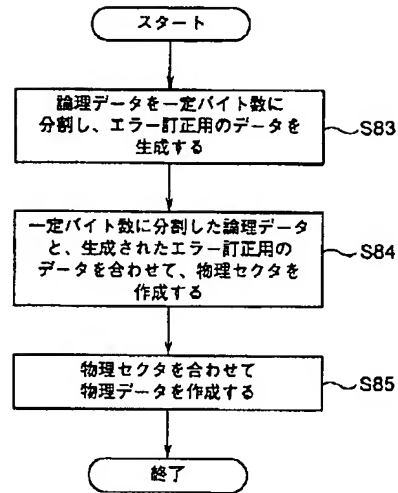 スタート
論理データを一定バイト数に
分割し、エラー訂正用のデータを
生成する
S83
一定バイト数に分割した論理データ
と、生成されたエラー訂正用の
データを合わせて、物理セクタを
作成する
S84
物理セクタを合わせて
物理データを作成する
S85
終了